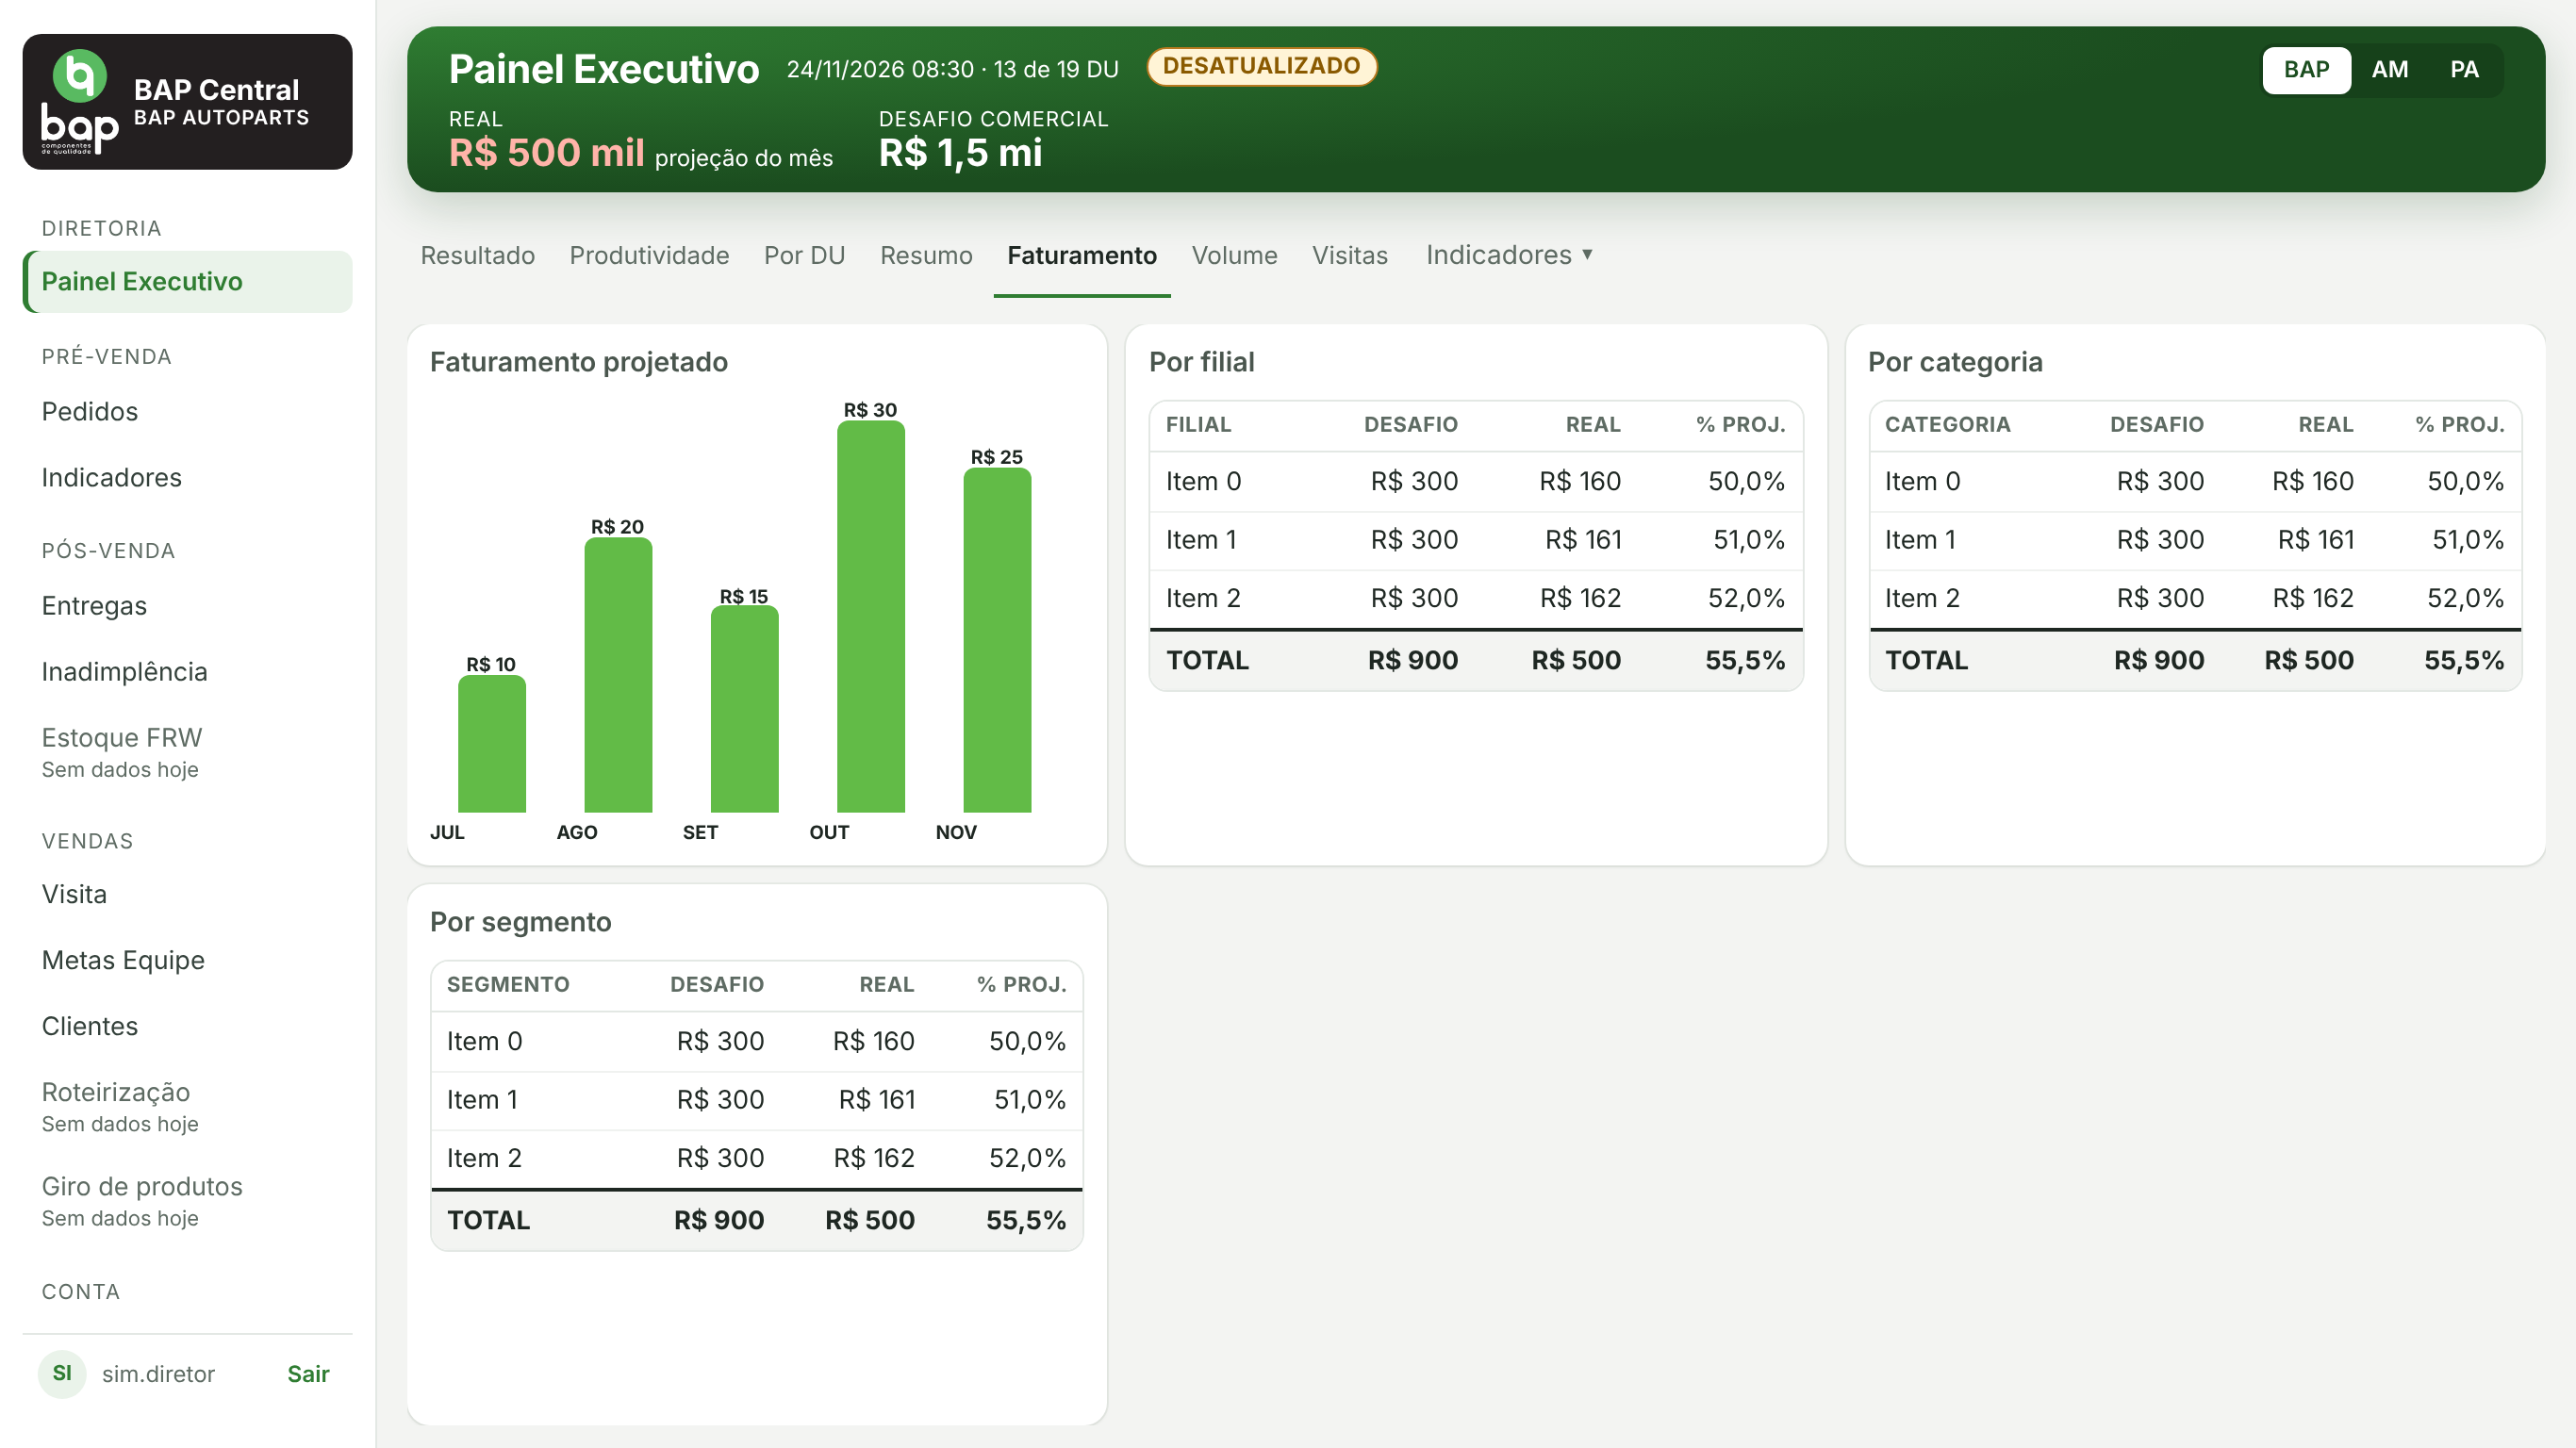 bap
componentes
de qualidade
BAP Central
BAP AUTOPARTS
DIRETORIA
Painel Executivo
PRÉ-VENDA
Pedidos
Indicadores
PÓS-VENDA
Entregas
Inadimplência
Estoque FRW
Sem dados hoje
VENDAS
Visita
Metas Equipe
Clientes
Roteirização
Sem dados hoje
Giro de produtos
Sem dados hoje
CONTA
SI sim.diretor Sair
Painel Executivo 24/11/2026 08:30 · 13 de 19 DU DESATUALIZADO
BAP AM PA
REAL DESAFIO COMERCIAL
R$ 500 mil projeção do mês R$ 1,5 mi
Resultado Produtividade Por DU Resumo Faturamento Volume Visitas Indicadores ▼
Faturamento projetado
R$ 10 R$ 20 R$ 15 R$ 30 R$ 25
JUL AGO SET OUT NOV
Por filial
FILIAL DESAFIO REAL % PROJ.
Item 0 R$ 300 R$ 160 50,0%
Item 1 R$ 300 R$ 161 51,0%
Item 2 R$ 300 R$ 162 52,0%
TOTAL R$ 900 R$ 500 55,5%
Por categoria
CATEGORIA DESAFIO REAL % PROJ.
Item 0 R$ 300 R$ 160 50,0%
Item 1 R$ 300 R$ 161 51,0%
Item 2 R$ 300 R$ 162 52,0%
TOTAL R$ 900 R$ 500 55,5%
Por segmento
SEGMENTO DESAFIO REAL % PROJ.
Item 0 R$ 300 R$ 160 50,0%
Item 1 R$ 300 R$ 161 51,0%
Item 2 R$ 300 R$ 162 52,0%
TOTAL R$ 900 R$ 500 55,5%